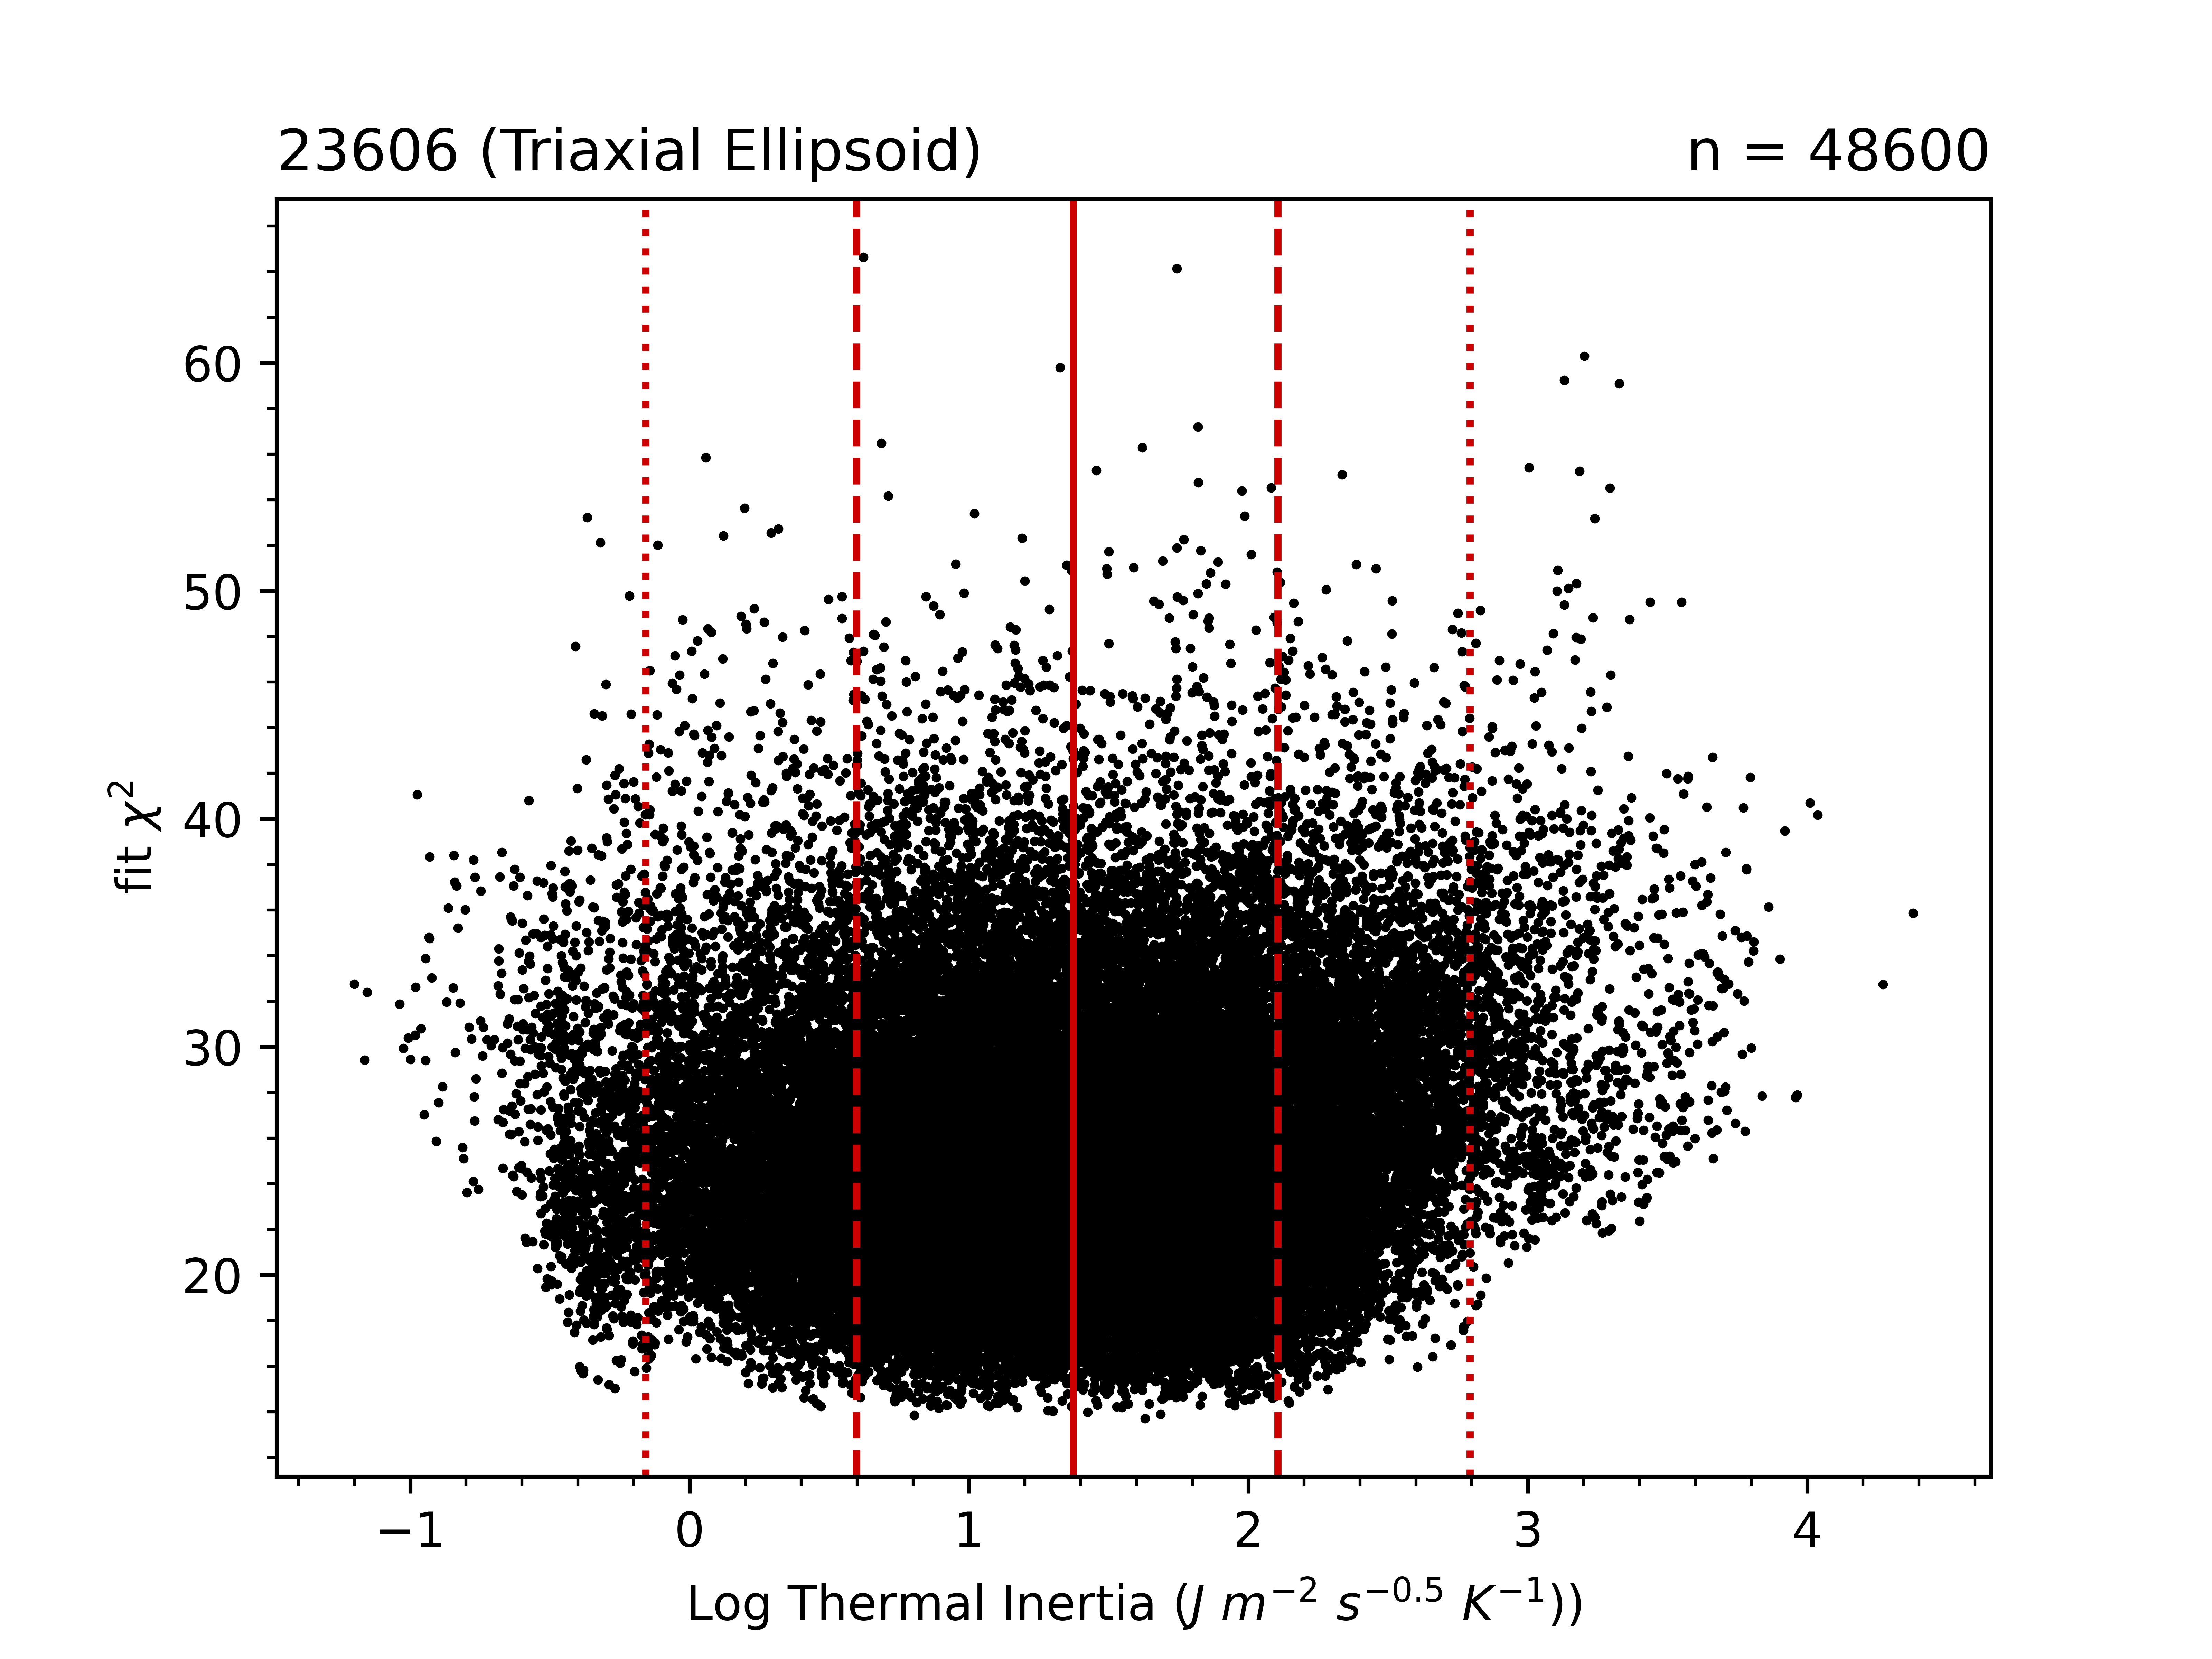 23606 (Triaxial Ellipsoid)
n = 48600
60
50
40
30
20
fit χ²
−1 0 1 2 3 4
Log Thermal Inertia (J m⁻² s⁻⁰·⁵ K⁻¹))